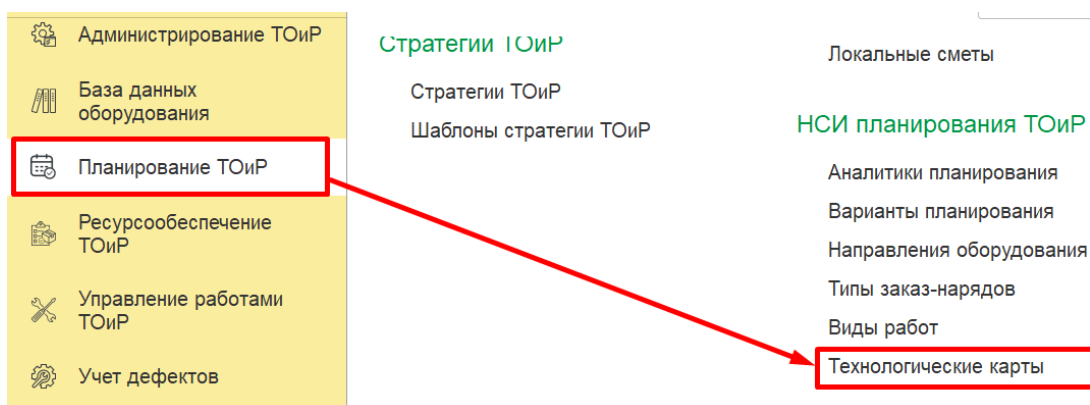 Администрирование ТОиР
База данных
оборудования
Планирование ТОиР
Ресурсообеспечение
ТОиР
Управление работами
ТОиР
Учет дефектов
Стратегии ТОиР
Стратегии ТОиР
Шаблоны стратегии ТОиР
Локальные сметы
НСИ планирования ТОиР
Аналитики планирования
Варианты планирования
Направления оборудования
Типы заказ-нарядов
Виды работ
Технологические карты